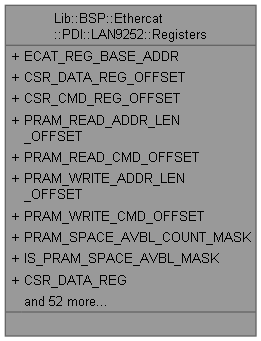 Lib::BSP::Ethercat
::PDI::LAN9252::Registers
+ ECAT_REG_BASE_ADDR
+ CSR_DATA_REG_OFFSET
+ CSR_CMD_REG_OFFSET
+ PRAM_READ_ADDR_LEN
_OFFSET
+ PRAM_READ_CMD_OFFSET
+ PRAM_WRITE_ADDR_LEN
_OFFSET
+ PRAM_WRITE_CMD_OFFSET
+ PRAM_SPACE_AVBL_COUNT_MASK
+ IS_PRAM_SPACE_AVBL_MASK
+ CSR_DATA_REG
and 52 more...